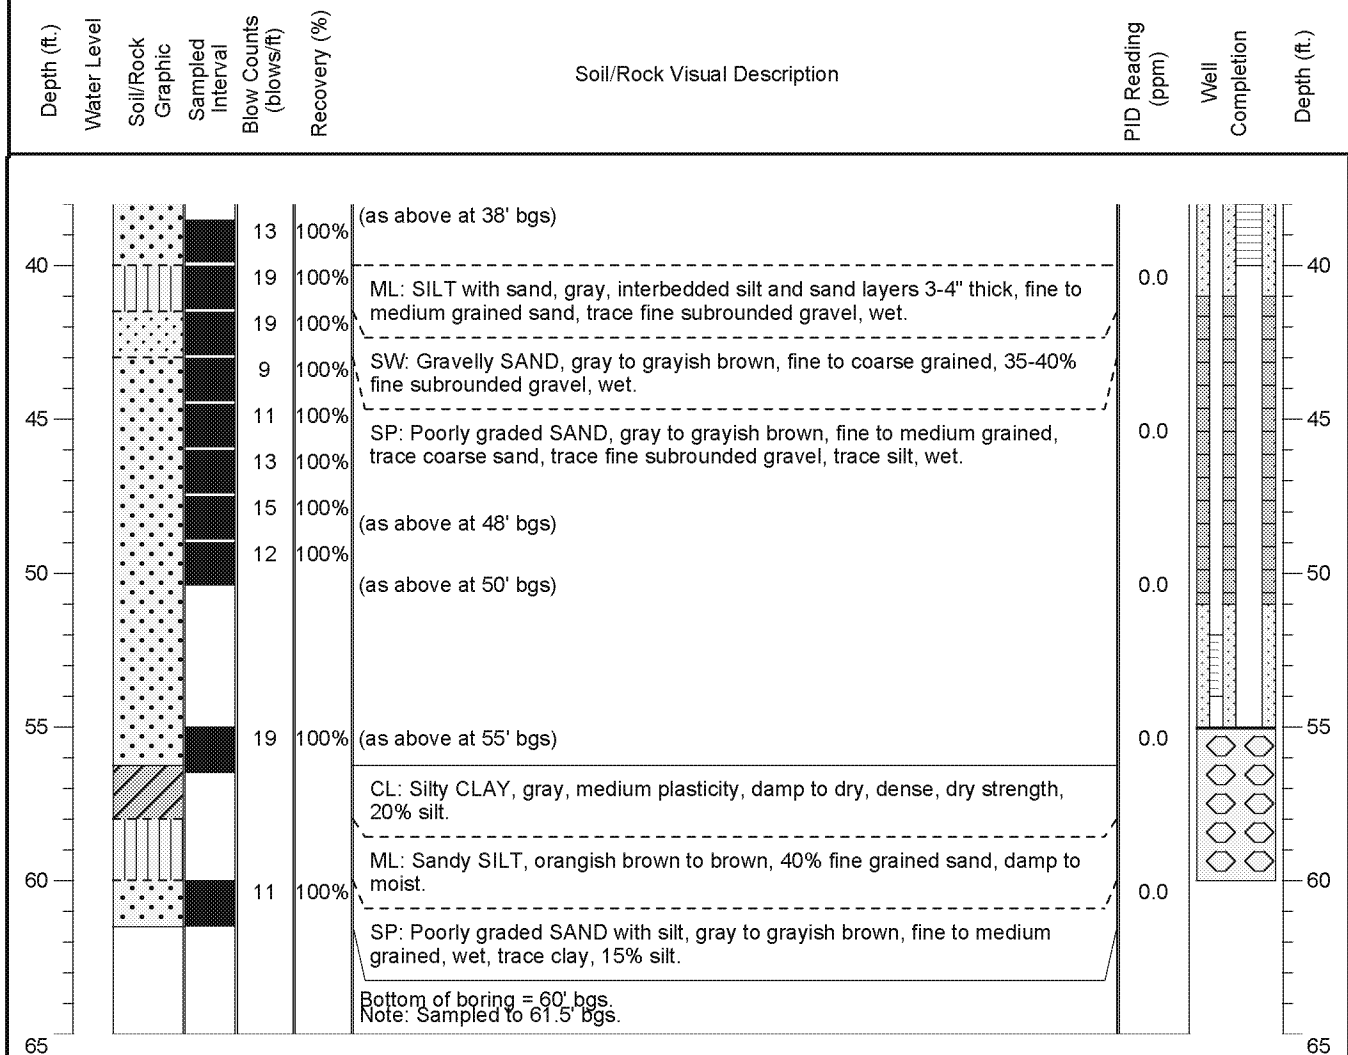 Depth (ft.)
Water Level
Soil/Rock
Graphic
Sampled
Interval
Blow Counts
(blows/ft)
Recovery (%)
Soil/Rock Visual Description
PID Reading
(ppm)
Well
Completion
Depth (ft.)
(as above at 38' bgs)
13 100%
40 19 100% 0.0 40
ML: SILT with sand, gray, interbedded silt and sand layers 3-4" thick, fine to
medium grained sand, trace fine subrounded gravel, wet.
19 100%
SW: Gravelly SAND, gray to grayish brown, fine to coarse grained, 35-40%
fine subrounded gravel, wet.
9 100%
45 11 100% 0.0 45
SP: Poorly graded SAND, gray to grayish brown, fine to medium grained,
trace coarse sand, trace fine subrounded gravel, trace silt, wet.
13 100%
15 100%
(as above at 48' bgs)
12 100%
50 (as above at 50' bgs) 0.0 50
55 19 100% (as above at 55' bgs) 0.0 55
CL: Silty CLAY, gray, medium plasticity, damp to dry, dense, dry strength,
20% silt.
ML: Sandy SILT, orangish brown to brown, 40% fine grained sand, damp to
moist.
60 11 100% 0.0 60
SP: Poorly graded SAND with silt, gray to grayish brown, fine to medium
grained, wet, trace clay, 15% silt.
Bottom of boring = 60' bgs.
Note: Sampled to 61.5' bgs.
65 65